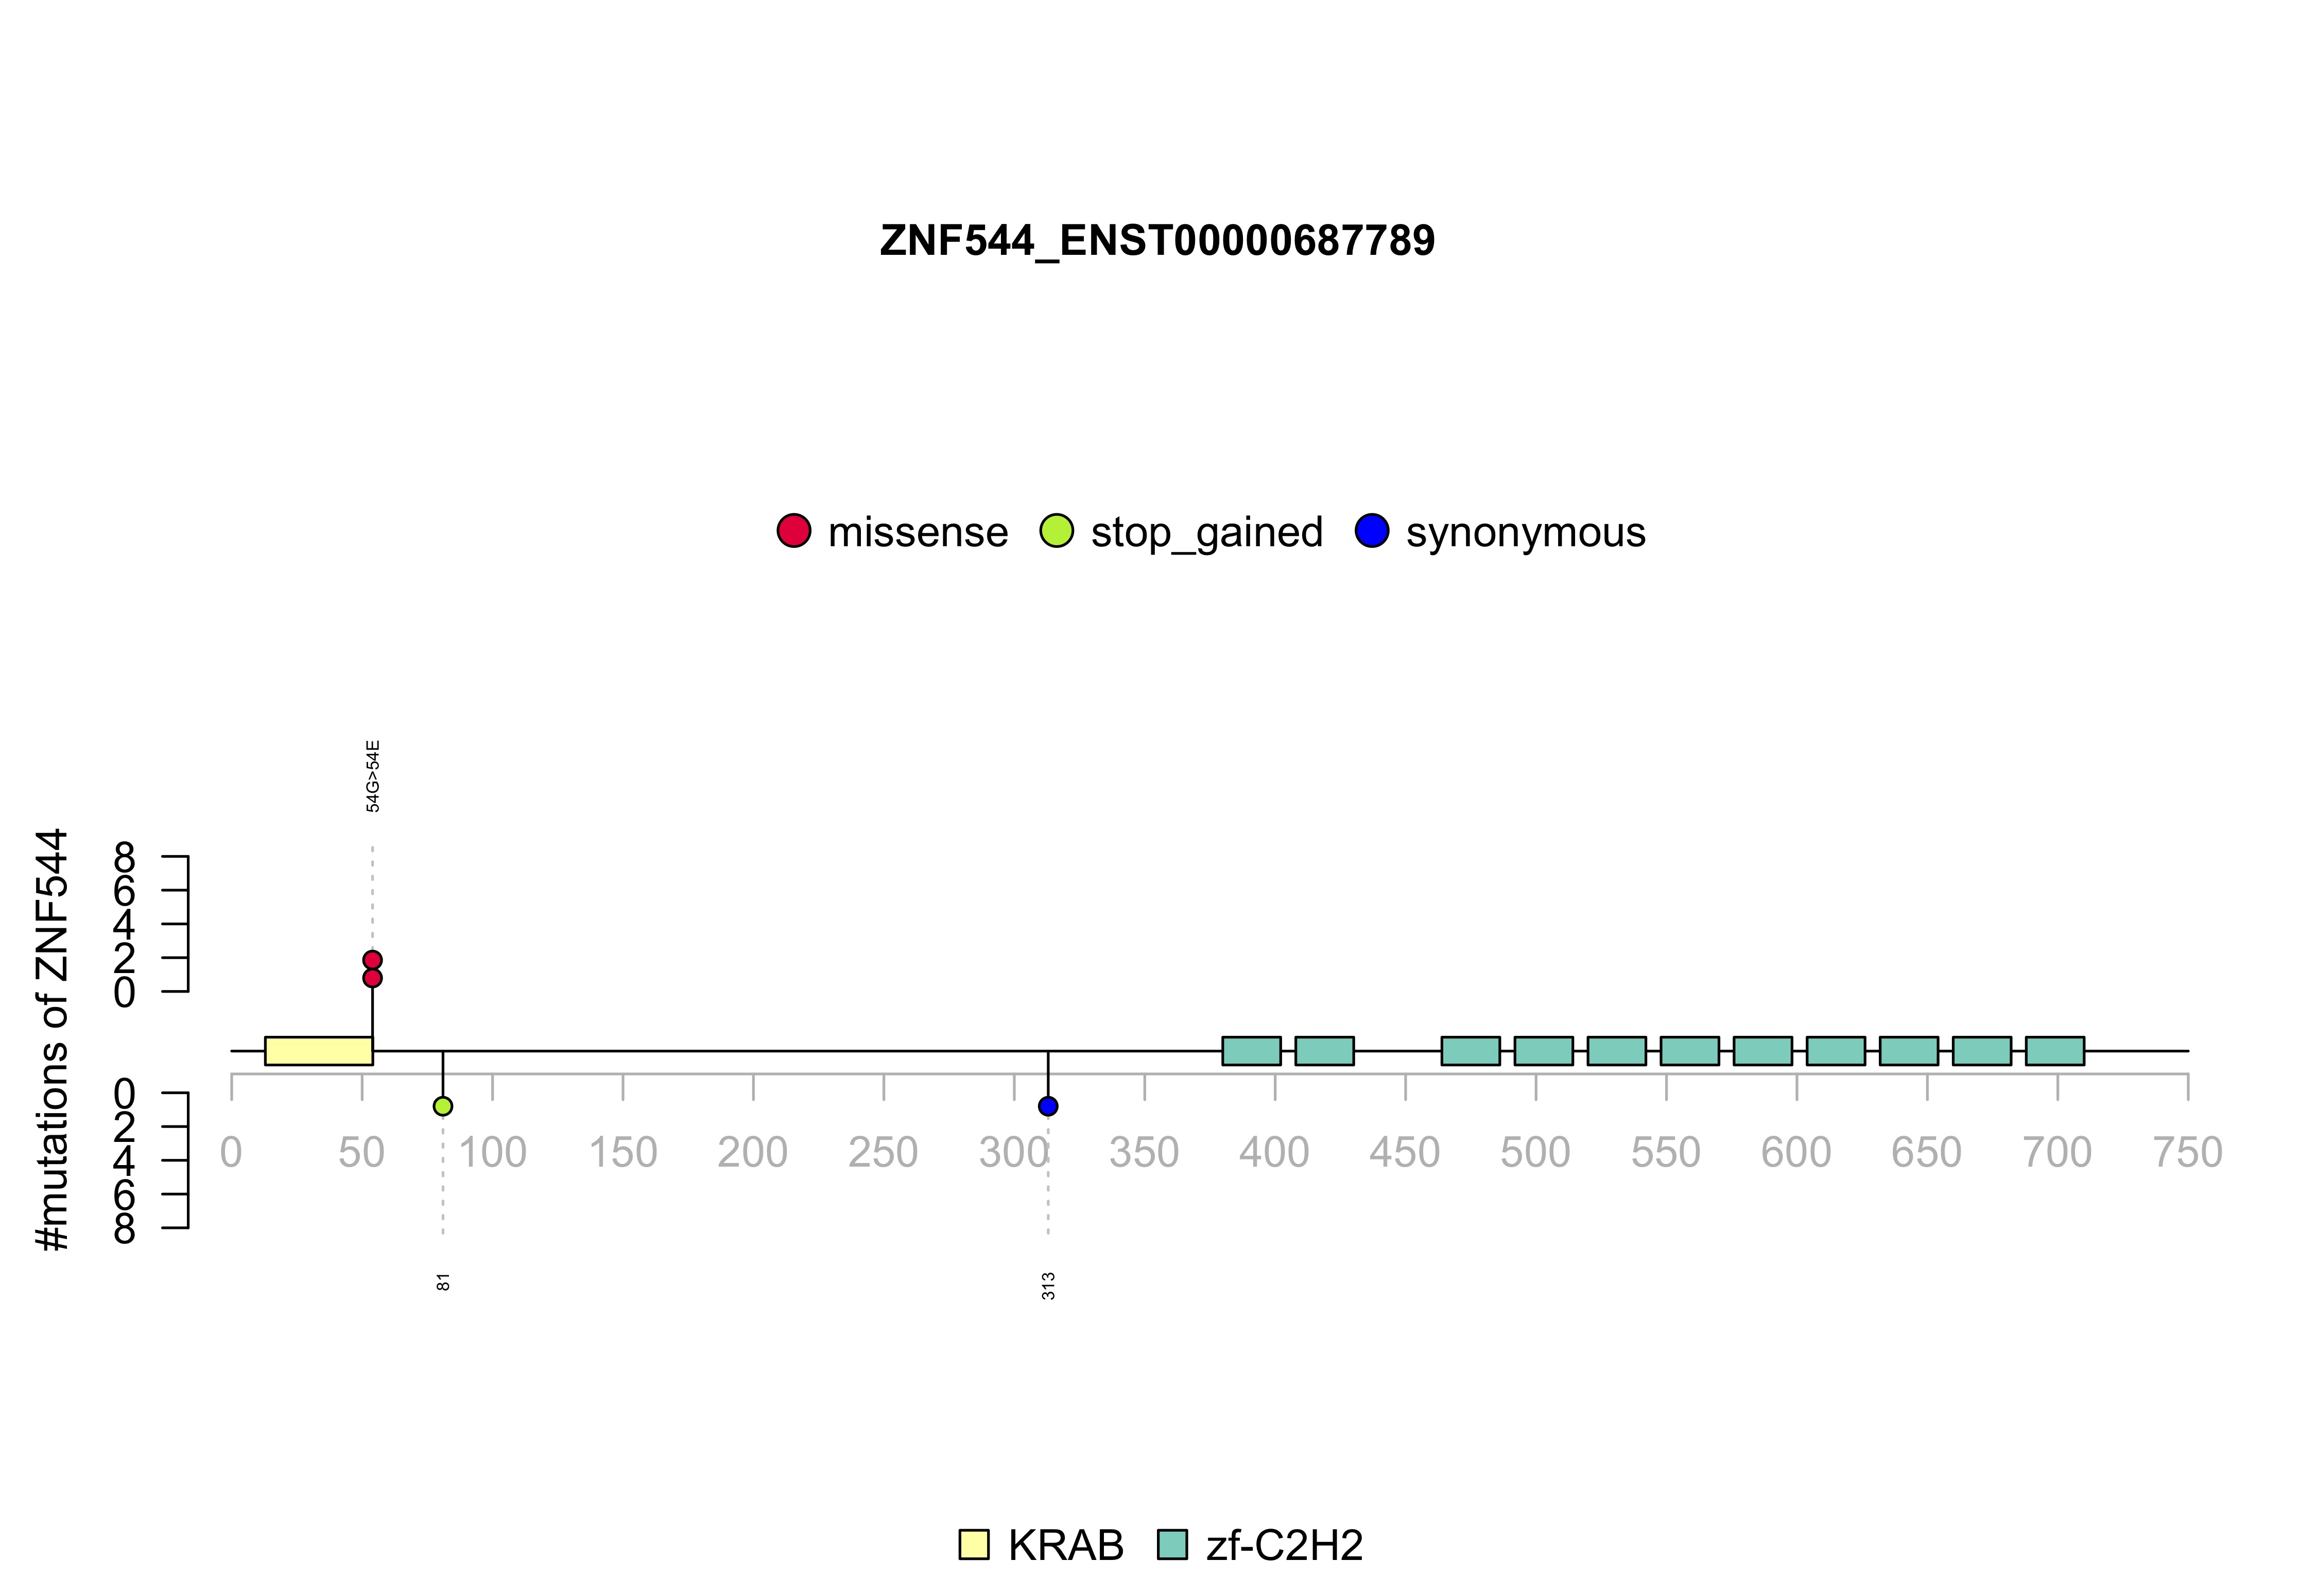 ZNF544_ENST00000687789
missense stop_gained synonymous
54G>54E
#mutations of ZNF544
8
6
4
2
0
0
2
4
6
8
0 50 100 150 200 250 300 350 400 450 500 550 600 650 700 750
81 313
KRAB zf-C2H2